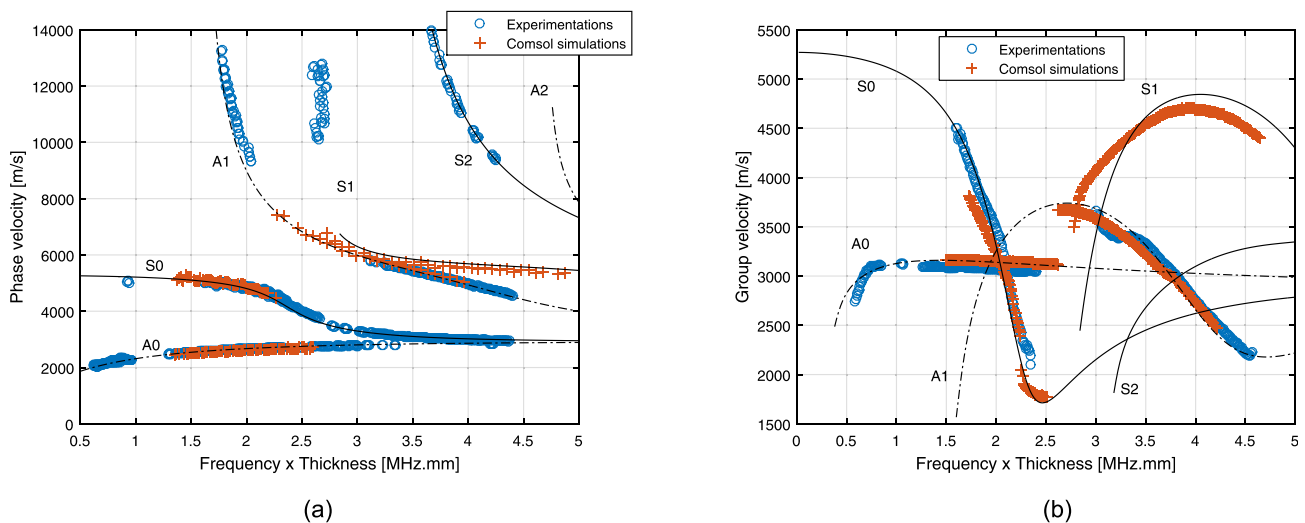 Experimentations
Comsol simulations
14000
12000
10000
8000
6000
4000
2000
0
Phase velocity [m/s]
A1
S1
S2
A2
S0
A0
0.5
1
1.5
2
2.5
3
3.5
4
4.5
5
Frequency x Thickness [MHz.mm]
(a)
Experimentations
Comsol simulations
5500
5000
4500
4000
3500
3000
2500
2000
1500
Group velocity [m/s]
S0
S1
A0
A1
S2
0
0.5
1
1.5
2
2.5
3
3.5
4
4.5
5
Frequency x Thickness [MHz.mm]
(b)